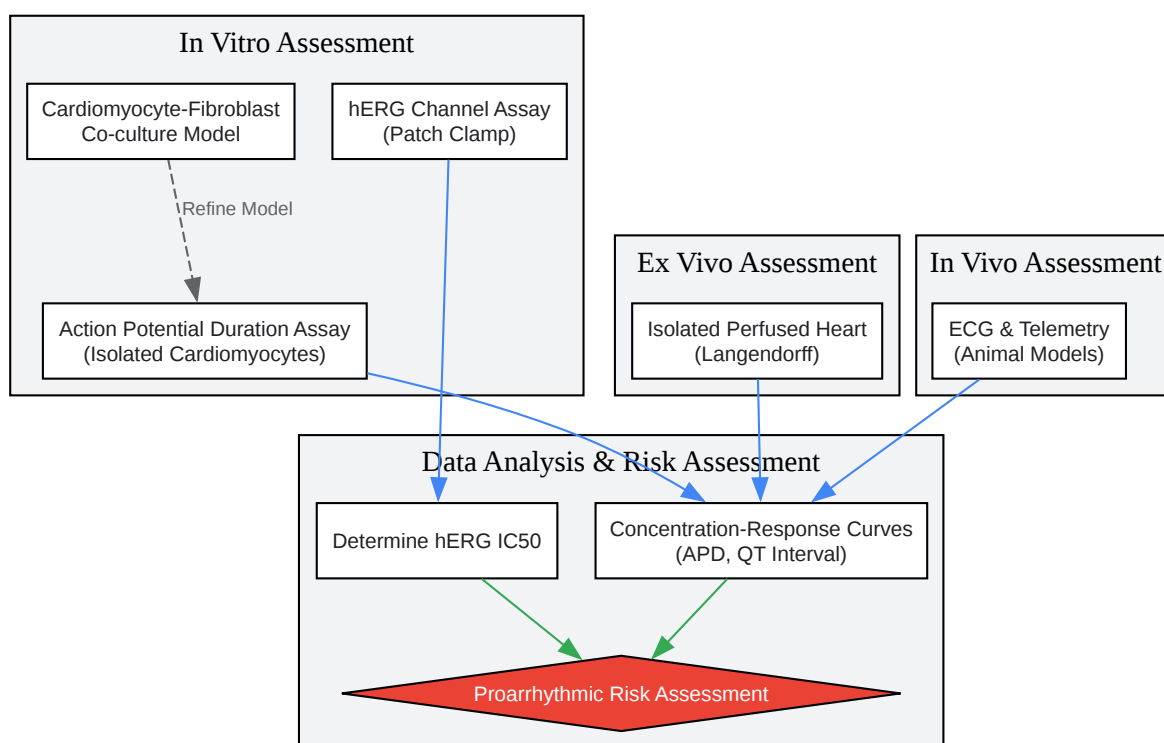 In Vitro Assessment
Cardiomyocyte-Fibroblast
Co-culture Model
hERG Channel Assay
(Patch Clamp)
Refine Model
Action Potential Duration Assay
(Isolated Cardiomyocytes)
Ex Vivo Assessment
Isolated Perfused Heart
(Langendorff)
In Vivo Assessment
ECG & Telemetry
(Animal Models)
Data Analysis & Risk Assessment
Determine hERG IC50
Concentration-Response Curves
(APD, QT Interval)
Proarrhythmic Risk Assessment